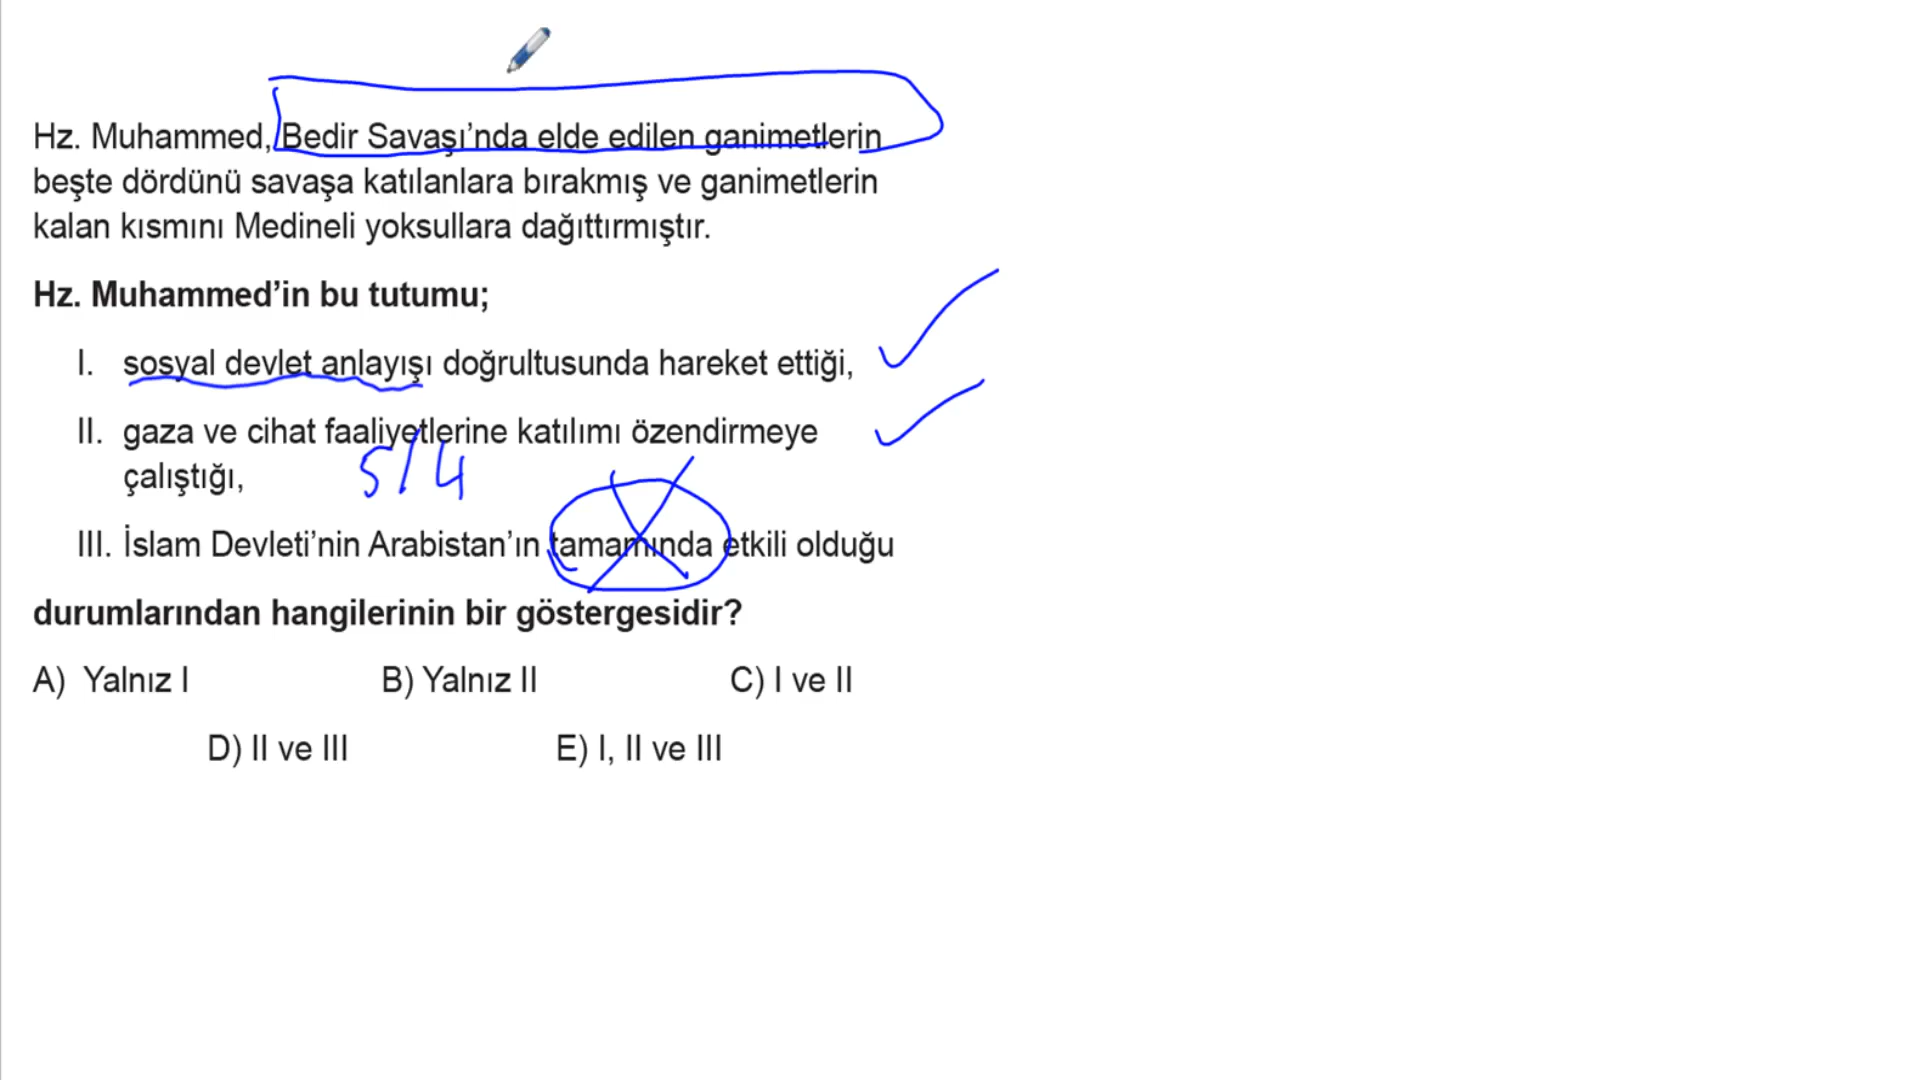 Hz. Muhammed, Bedir Savaşı’nda elde edilen ganimetlerin
beşte dördünü savaşa katılanlara bırakmış ve ganimetlerin
kalan kısmını Medineli yoksullara dağıttırmıştır.
Hz. Muhammed’in bu tutumu;
I. sosyal devlet anlayışı doğrultusunda hareket ettiği,
II. gaza ve cihat faaliyetlerine katılımı özendirmeye
çalıştığı,
5/4
III. İslam Devleti’nin Arabistan’ın tamamında etkili olduğu
durumlarından hangilerinin bir göstergesidir?
A) Yalnız I B) Yalnız II C) I ve II
D) II ve III E) I, II ve III